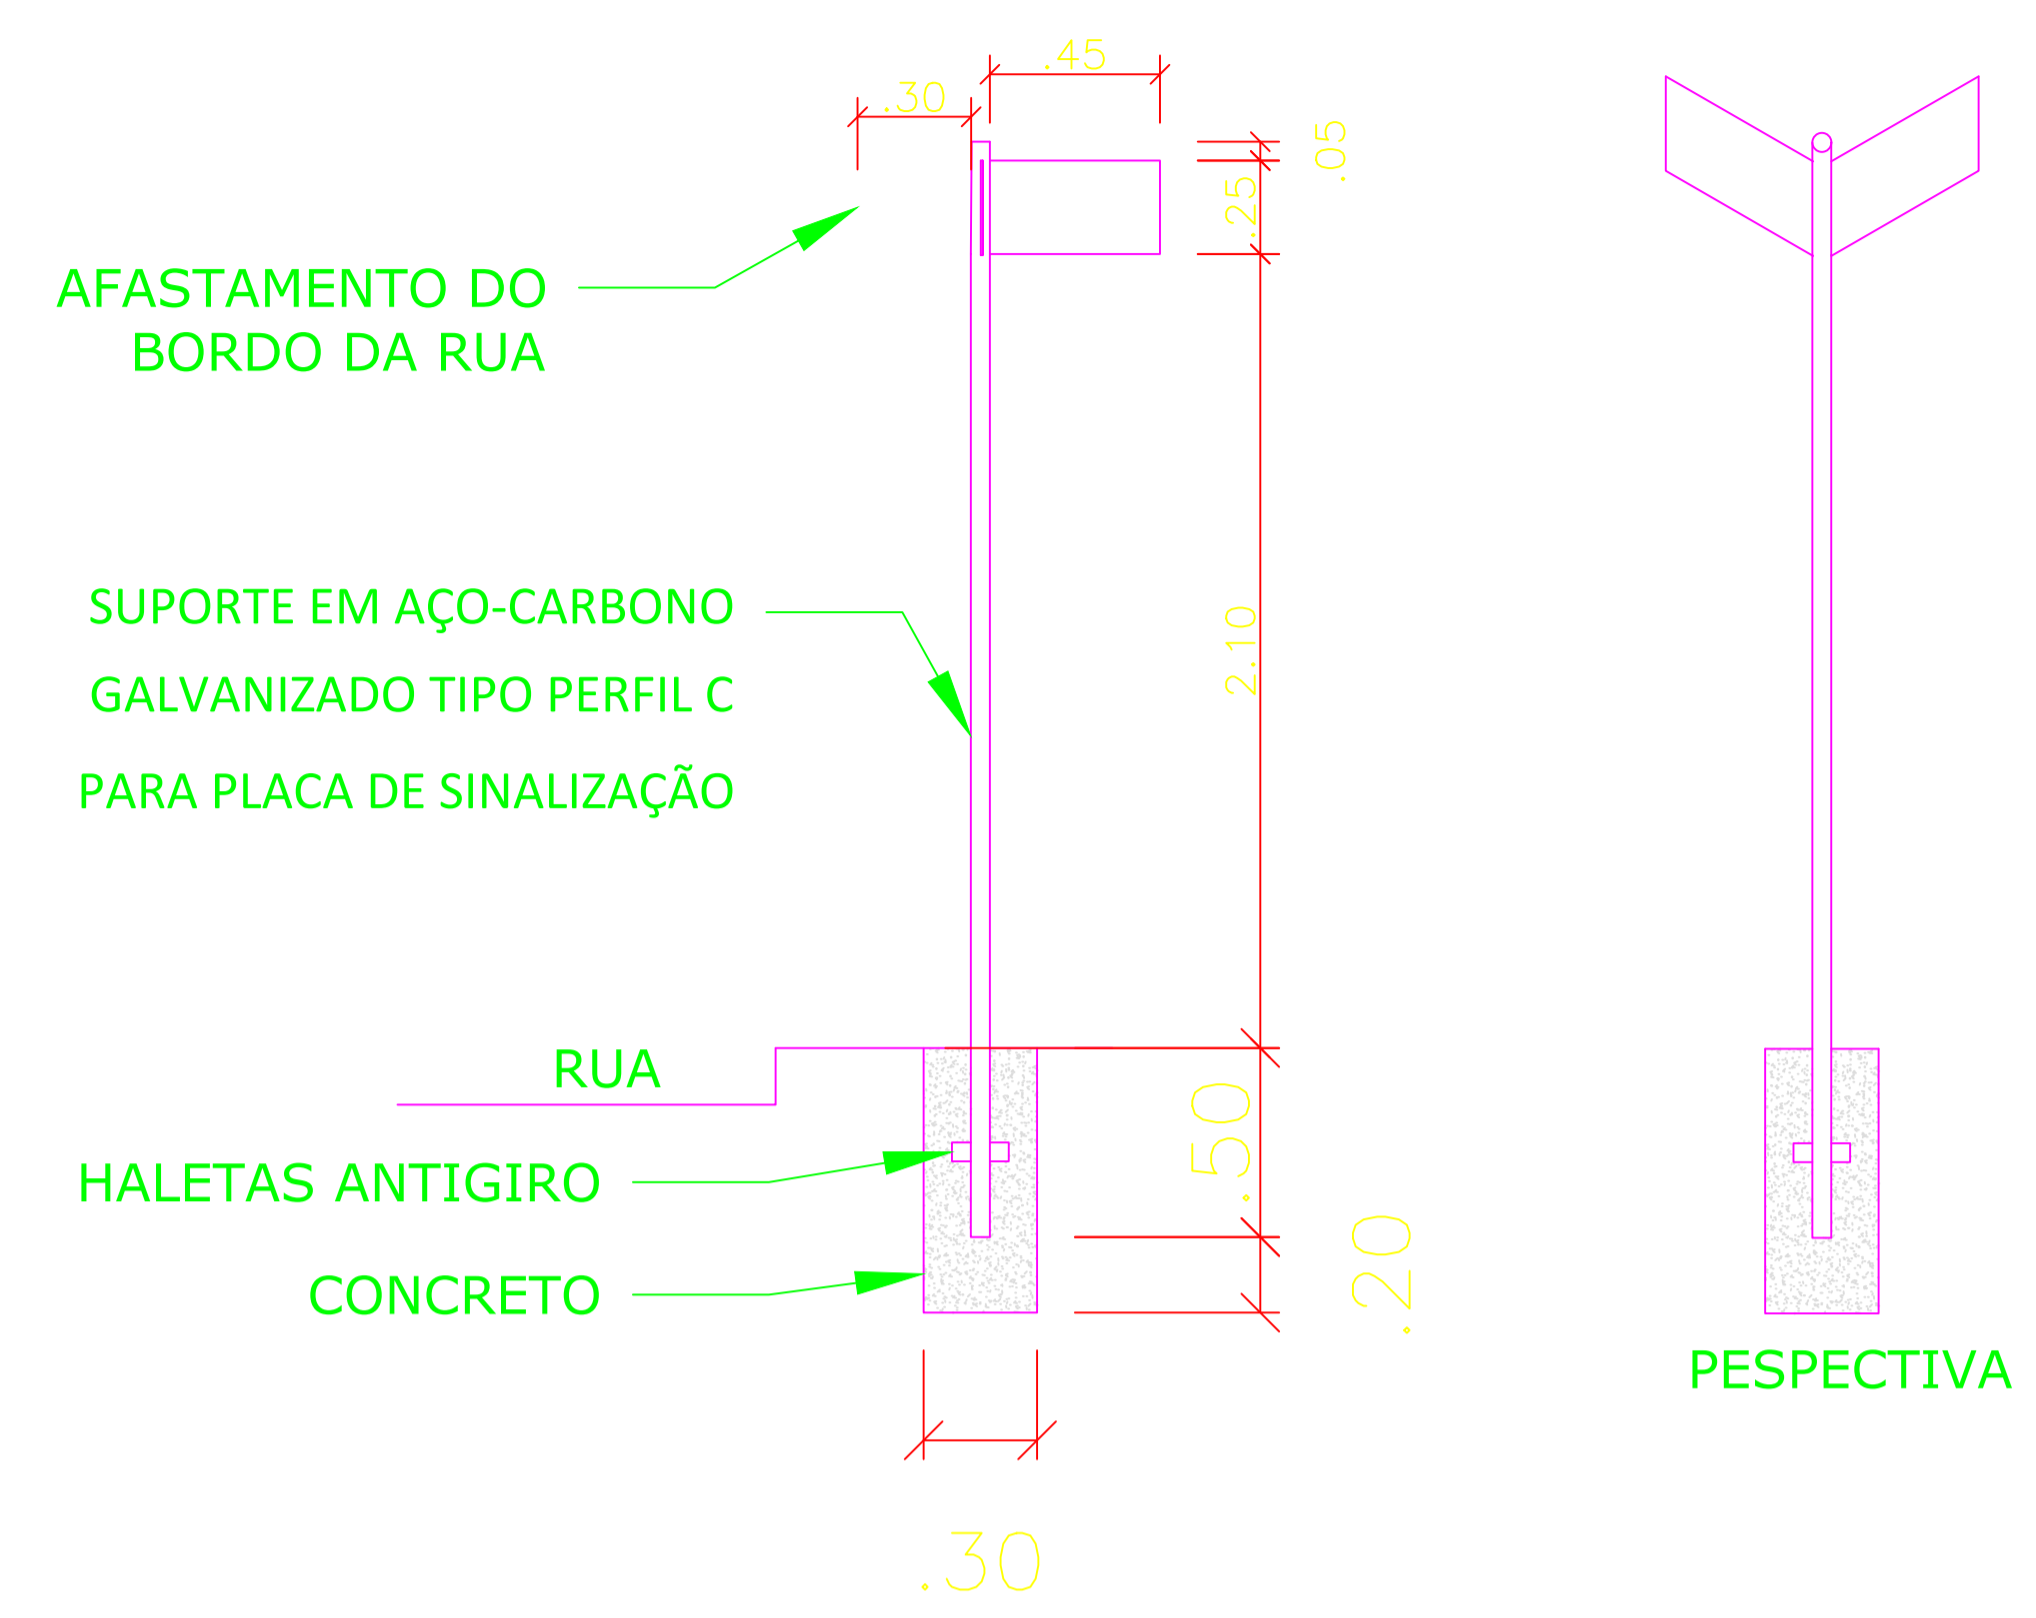 .45
.30
.05
.25
AFASTAMENTO DO
BORDO DA RUA
SUPORTE EM AÇO-CARBONO
GALVANIZADO TIPO PERFIL C
PARA PLACA DE SINALIZAÇÃO
2.10
RUA
.50
HALETAS ANTIGIRO
.20
CONCRETO
PESPECTIVA
.30